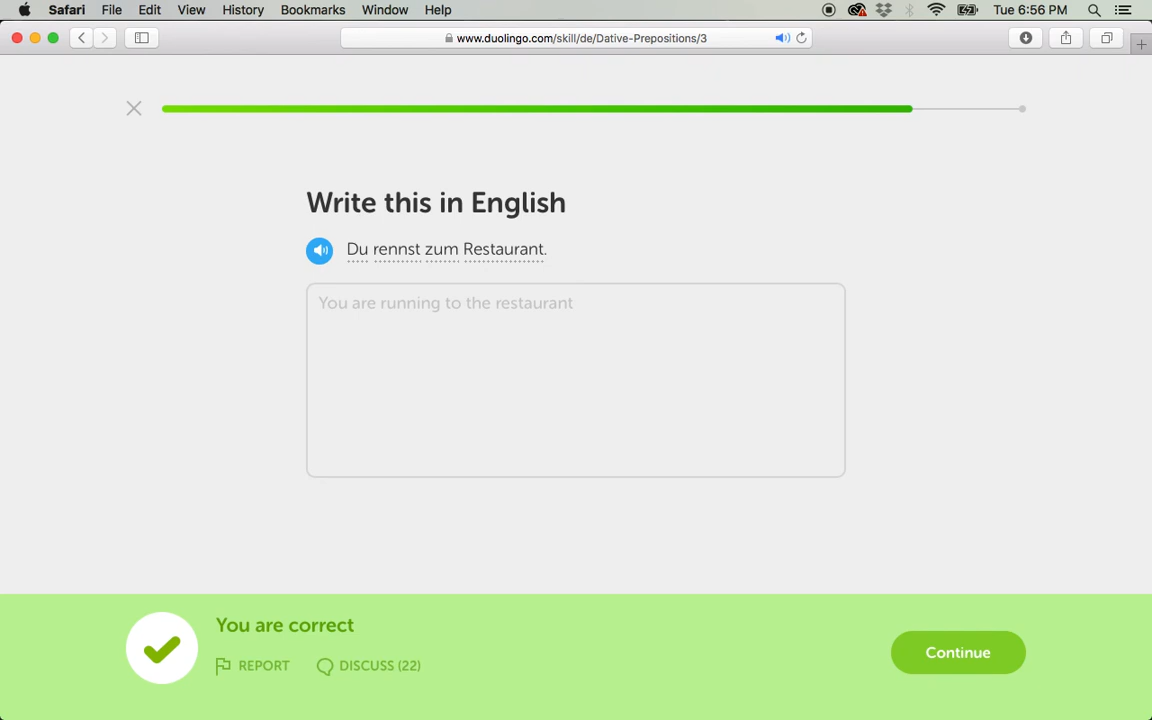 Safari File Edit View History Bookmarks Window Help Tue 6:56 PM
www.duolingo.com/skill/de/Dative-Prepositions/3
Write this in English
Du rennst zum Restaurant.
You are running to the restaurant
You are correct
REPORT DISCUSS (22)
Continue